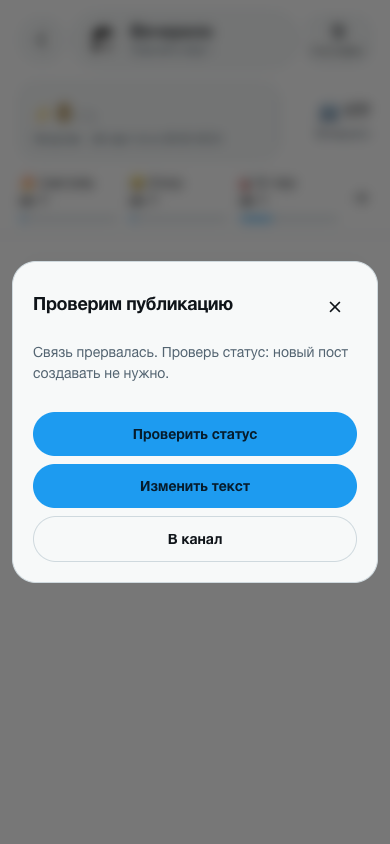 Проверим публикацию
Связь прервалась. Проверь статус: новый пост
создавать не нужно.
Проверить статус
Изменить текст
В канал